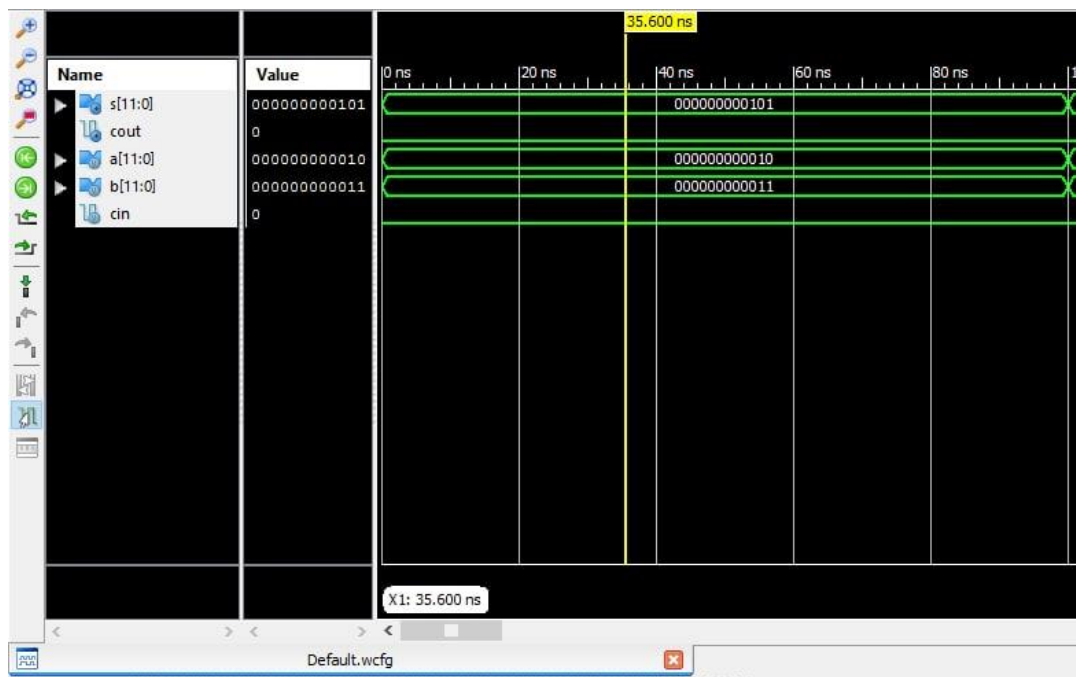 35.600 ns
Name Value
0 ns 20 ns 40 ns 60 ns 80 ns 1
s[11:0] 000000000101 000000000101
cout 0
a[11:0] 000000000010 000000000010
b[11:0] 000000000011 000000000011
cin 0
X1: 35.600 ns
Default.wcfg